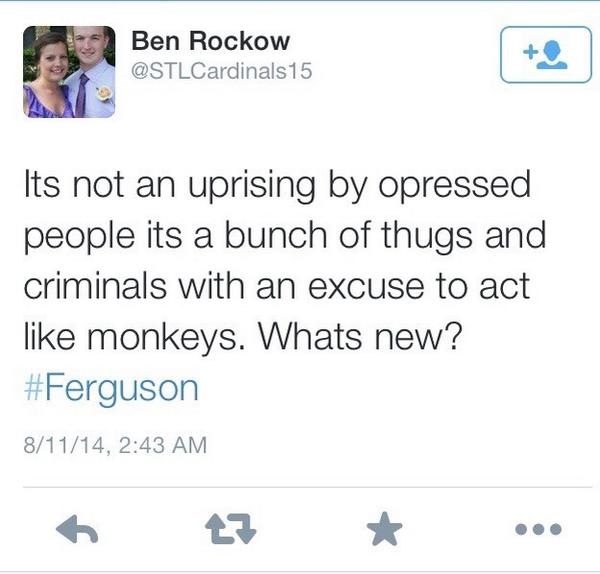 Ben Rockow
@STLCardinals15
Its not an uprising by opressed
people its a bunch of thugs and
criminals with an excuse to act
like monkeys. Whats new?
#Ferguson
8/11/14, 2:43 AM